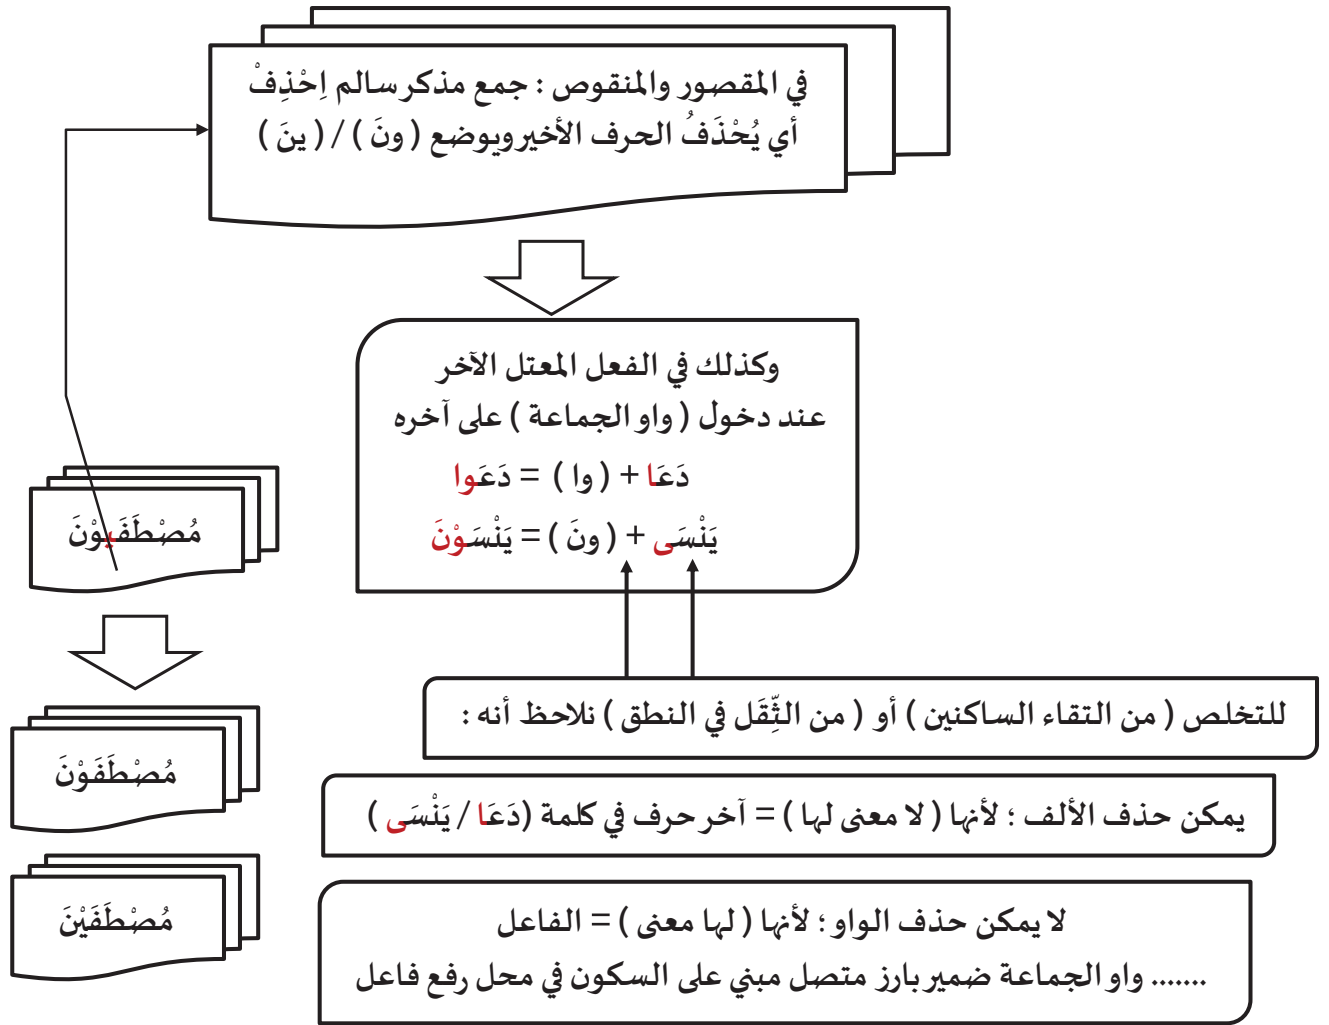 في المقصور والمنقوص : جمع مذكر سالم اِحْذِفْ
أي يُحْذَفُ الحرف الأخير ويوضع ( ونَ ) / ( ينَ )
وكذلك في الفعل المعتل الآخر
عند دخول ( واو الجماعة ) على آخره
دَعَا + ( وا ) = دَعَوا
يَنْسَى + ( ونَ ) = يَنْسَوْنَ
مُصْطَفَيوْنَ
مُصْطَفَوْنَ
مُصْطَفَيْنَ
للتخلص ( من التقاء الساكنين ) أو ( من الثِّقَل في النطق ) نلاحظ أنه :
يمكن حذف الألف ؛ لأنها ( لا معنى لها ) = آخر حرف في كلمة (دَعَا / يَنْسَى )
لا يمكن حذف الواو ؛ لأنها ( لها معنى ) = الفاعل
....... واو الجماعة ضمير بارز متصل مبني على السكون في محل رفع فاعل